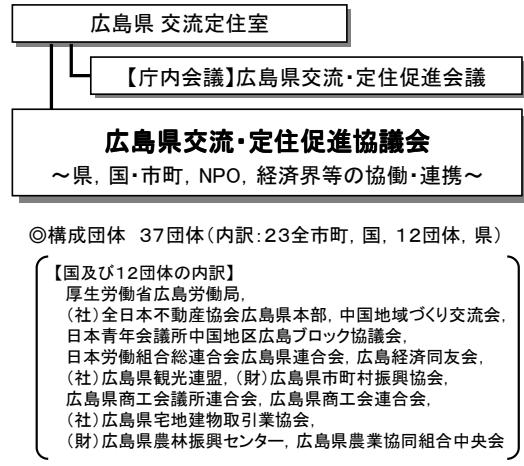 広島県 交流定住室
【庁内会議】広島県交流・定住促進会議
広島県交流・定住促進協議会
～県，国・市町，NPO，経済界等の協働・連携～
◎構成団体　37団体（内訳：23全市町，国，12団体，県）
【国及び12団体の内訳】
厚生労働省広島労働局，
（社）全日本不動産協会広島県本部，中国地域づくり交流会，
日本青年会議所中国地区広島ブロック協議会，
日本労働組合総連合会広島県連合会，広島経済同友会，
（社）広島県観光連盟，（財）広島県市町村振興協会，
広島県商工会議所連合会，広島県商工会連合会，
（社）広島県宅地建物取引業協会，
（財）広島県農林振興センター，広島県農業協同組合中央会